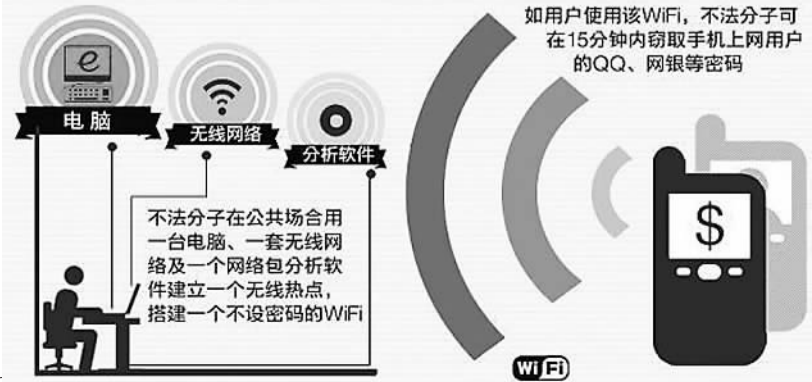 如用户使用该WiFi，不法分子可
在15分钟内窃取手机上网用户
的QQ、网银等密码
e
电脑
无线网络
分析软件
不法分子在公共场合用
一台电脑、一套无线网
络及一个网络包分析软
件建立一个无线热点，
搭建一个不设密码的WiFi
$
WiFi